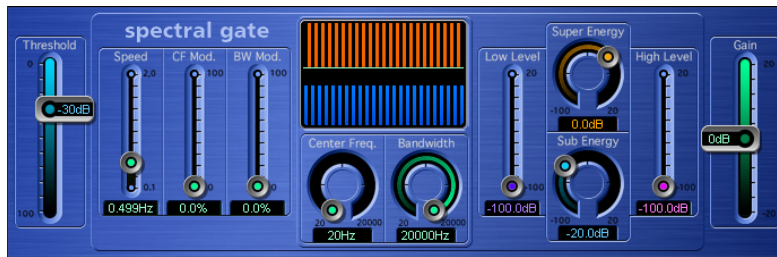 spectral gate
Threshold
0
-30dB
100
Speed
2.0
0.1
0.499Hz
CF Mod.
100
0
0.0%
BW Mod.
100
0
0.0%
Center Freq.
20 20000
20Hz
Bandwidth
20 20000
20000Hz
Low Level
20
-100
-100.0dB
Super Energy
-100 20
0.0dB
Sub Energy
-100 20
-20.0dB
High Level
20
-100
-100.0dB
Gain
20
0dB
-20